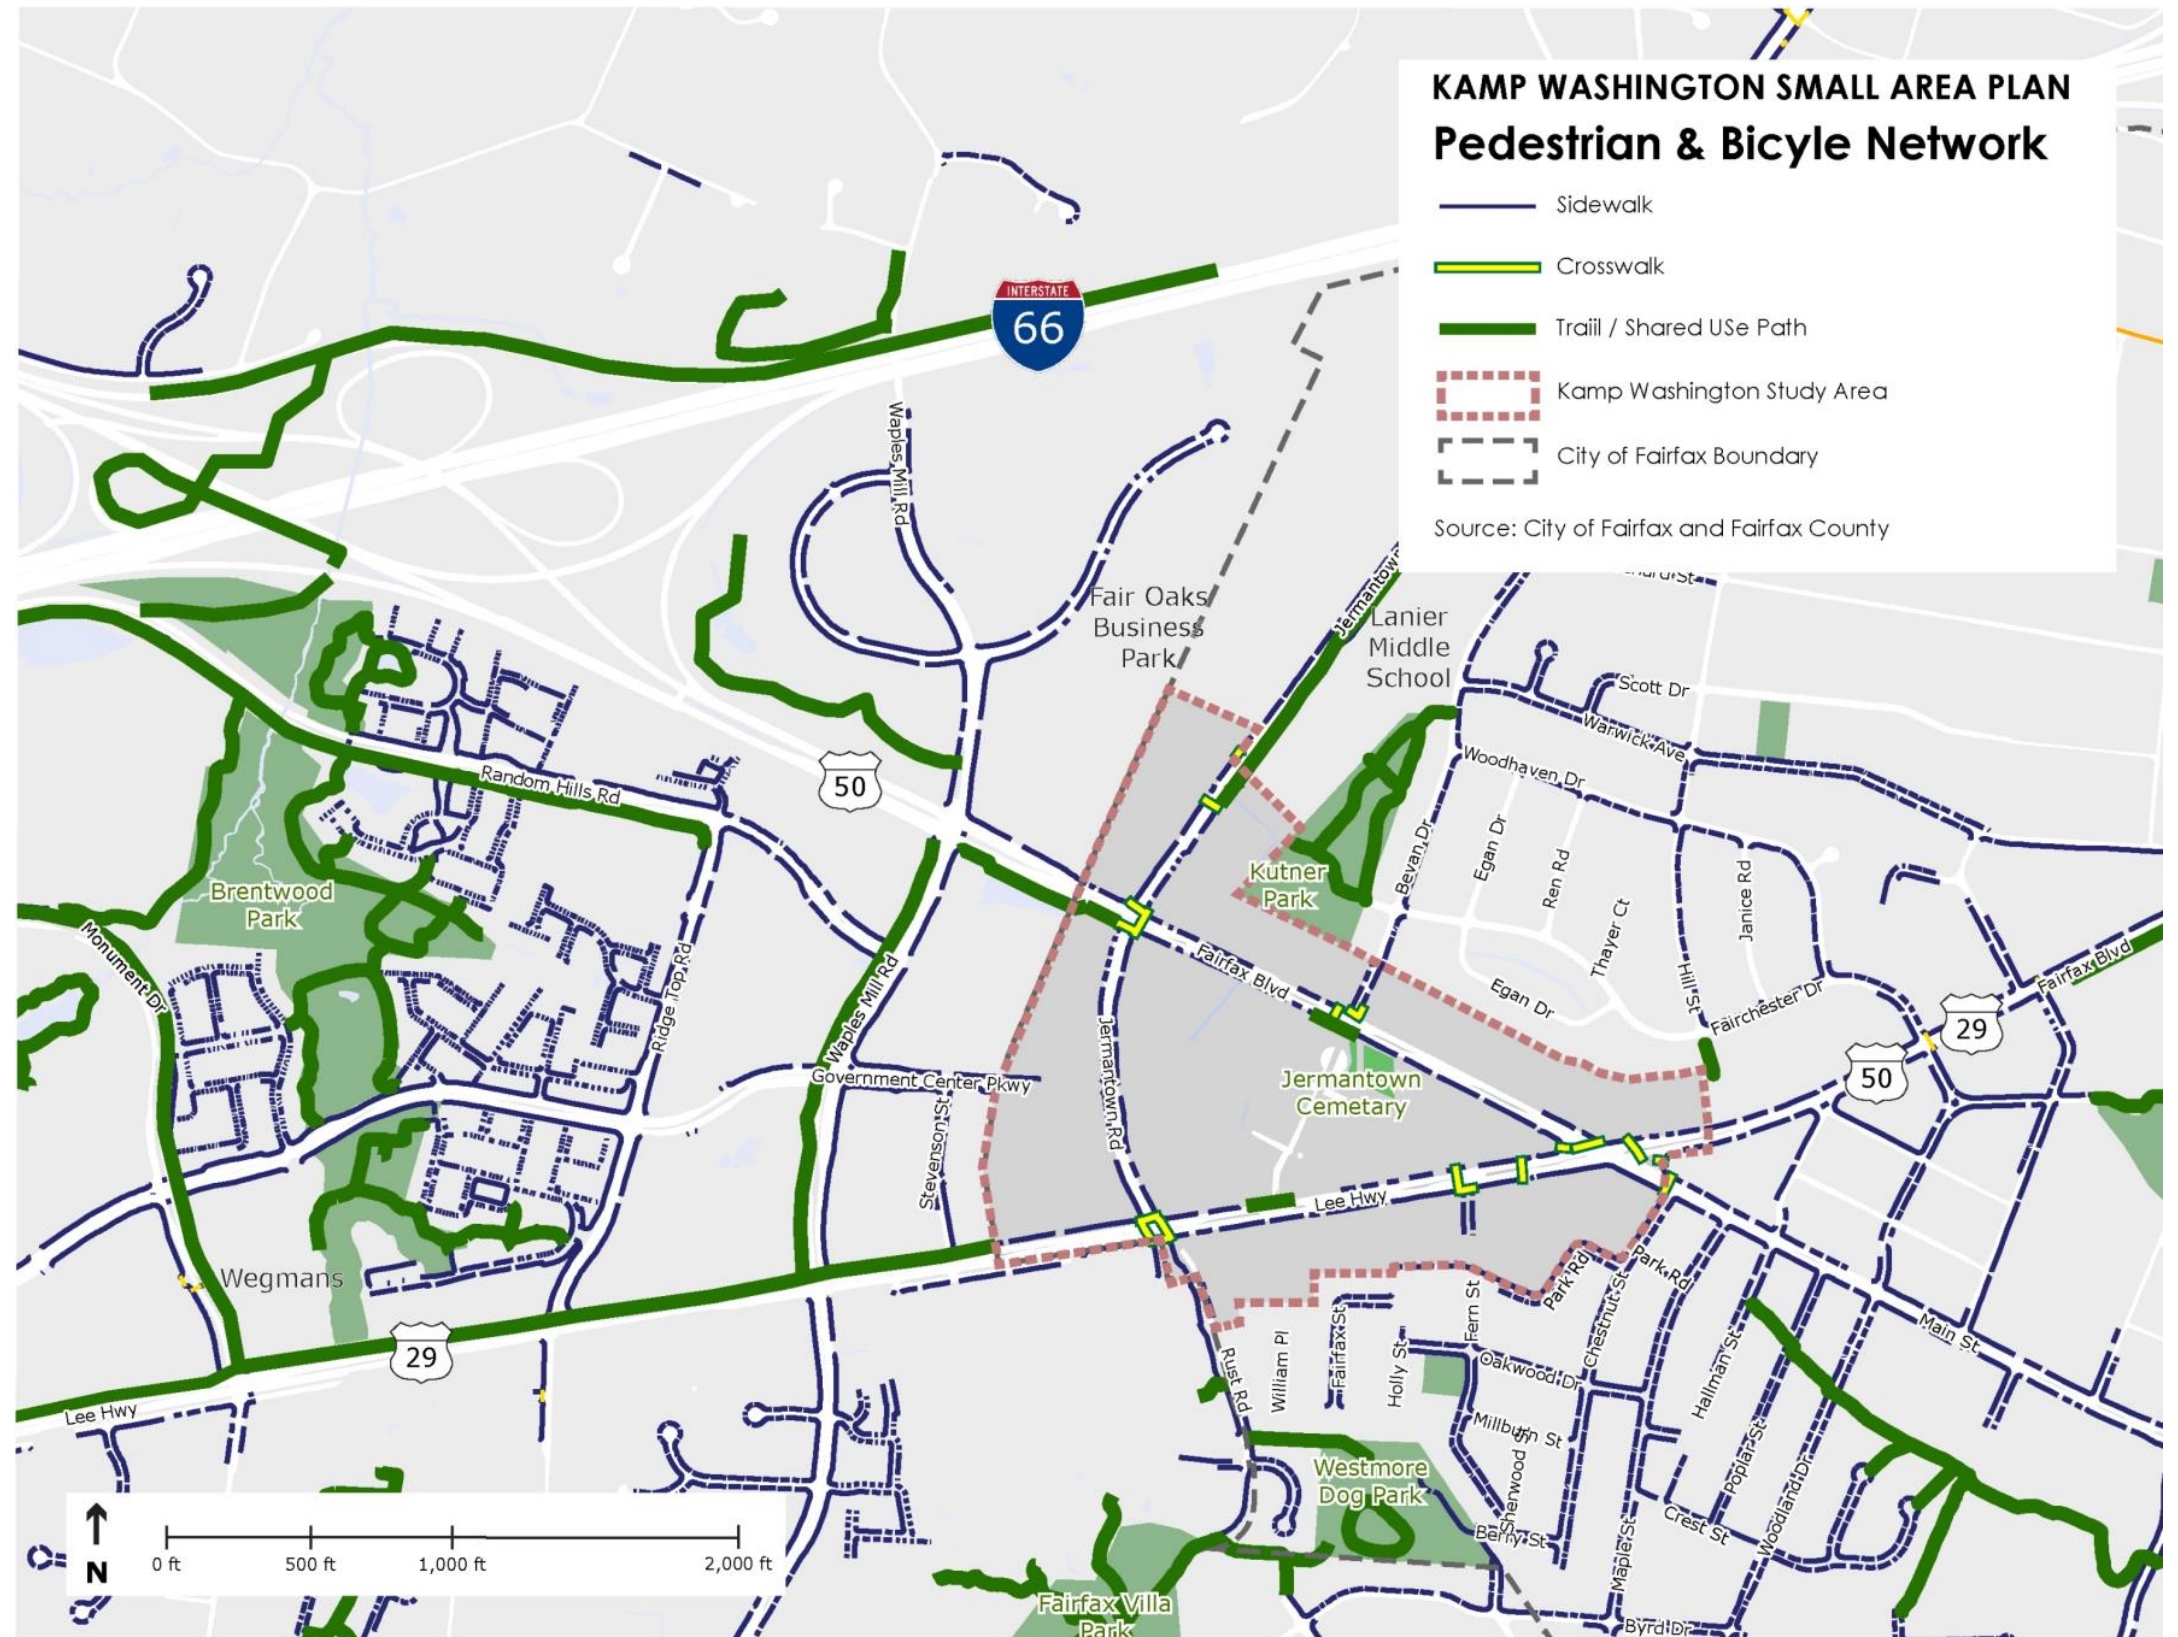 KAMP WASHINGTON SMALL AREA PLAN
Pedestrian & Bicyle Network
Sidewalk
Crosswalk
Traiil / Shared USe Path
Kamp Washington Study Area
City of Fairfax Boundary
Source: City of Fairfax and Fairfax County
INTERSTATE
66
Waples Mill Rd
Fair Oaks
Business
Park
Jermantown
Lanier
Middle
School
Scott Dr
Warwick Ave
Woodhaven Dr
50
Random Hills Rd
Brentwood
Park
Monument Dr
Ridge Top Rd
Waples Mill Rd
Kutner
Park
Bevan Dr
Egan Dr
Ren Rd
Thayer Ct
Janice Rd
Hill St
Egan Dr
Fairchester Dr
Fairfax Blvd
Fairfax Blvd
29
50
Jermantown Rd
Jermantown
Cemetary
Government Center Pkwy
Stevenson St
Lee Hwy
Wegmans
29
Lee Hwy
Park Rd
Park Rd
Fern St
Chestnut St
Rust Rd
William Pl
Fairfax St
Holly St
Oakwood Dr
Millburn St
Hallman St
Main St
Poplar St
Woodland Dr
Westmore
Dog Park
Sherwood S
Berry St
Crest St
Maple St
Byrd Dr
Fairfax Villa
Park
N
0 ft
500 ft
1,000 ft
2,000 ft